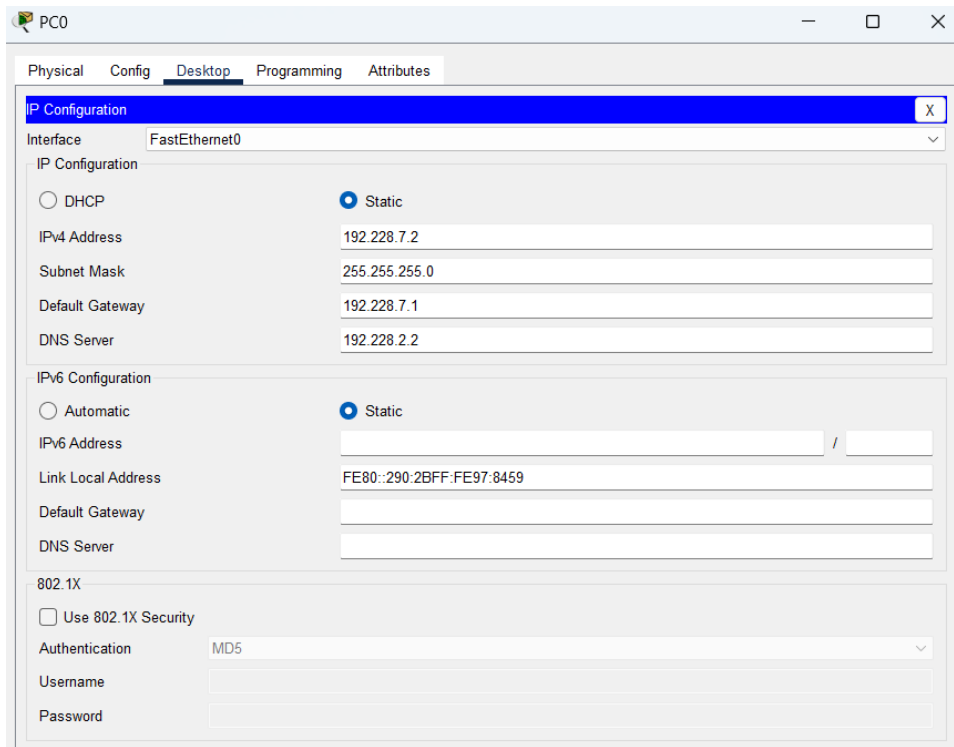 PC0
Physical Config Desktop Programming Attributes
IP Configuration X
Interface FastEthernet0
IP Configuration
DHCP Static
IPv4 Address 192.228.7.2
Subnet Mask 255.255.255.0
Default Gateway 192.228.7.1
DNS Server 192.228.2.2
IPv6 Configuration
Automatic Static
IPv6 Address /
Link Local Address FE80::290:2BFF:FE97:8459
Default Gateway
DNS Server
802.1X
Use 802.1X Security
Authentication MD5
Username
Password